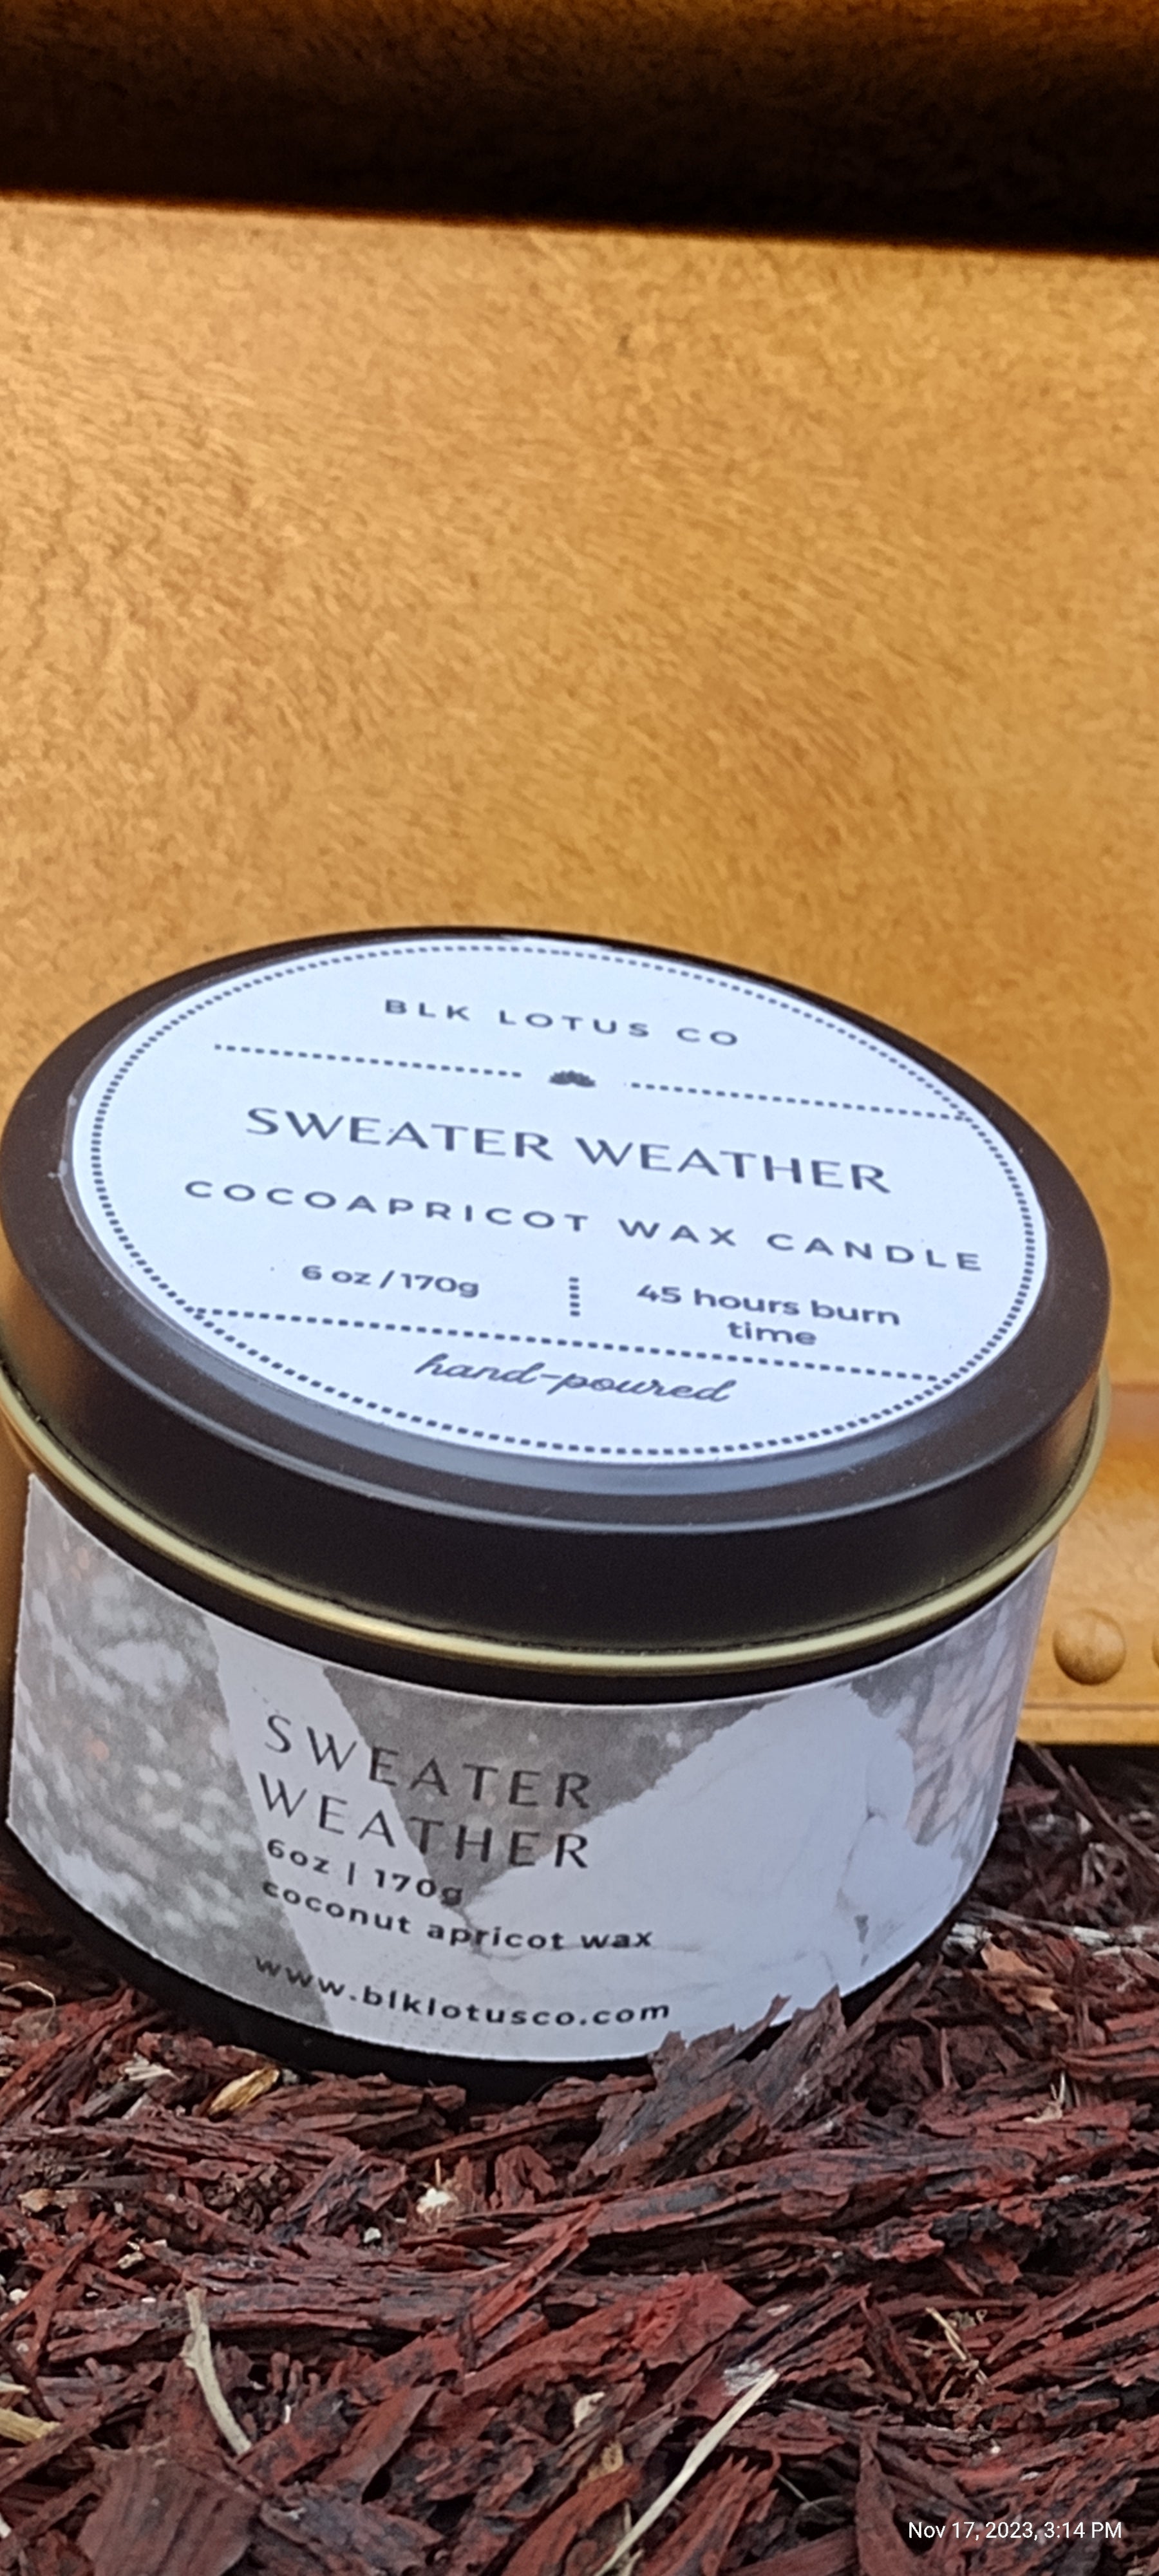 BLK LOTUS CO
SWEATER WEATHER
COCOAPRICOT WAX CANDLE
6 oz / 170g
45 hours burn
time
hand-poured
SWEATER
WEATHER
6oz | 170g
coconut apricot wax
www.blklotusco.com
Nov 17, 2023, 3:14 PM